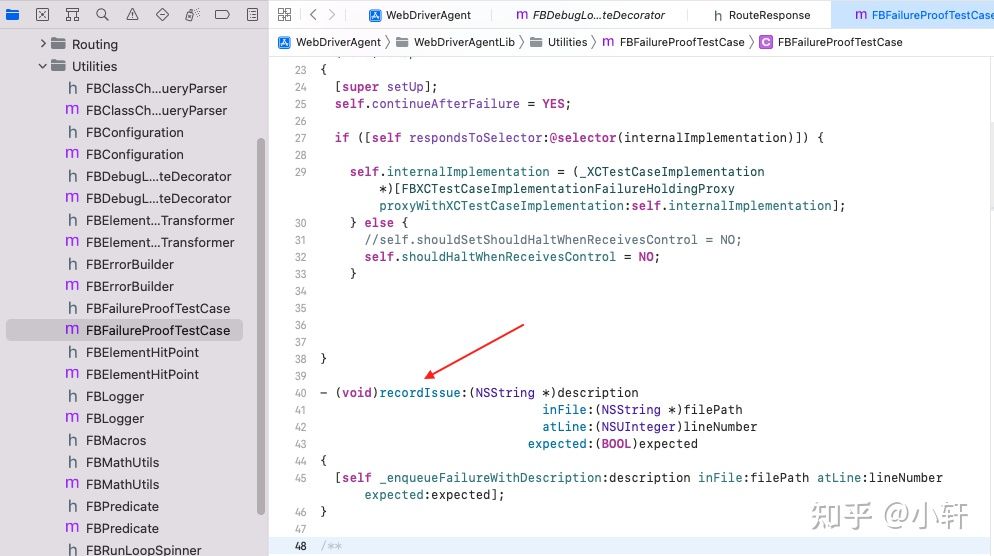 WebDriverAgent
FBDebugLo...teDecorator
RouteResponse
FBFailureProofTestCase
WebDriverAgent
WebDriverAgentLib
Utilities
FBFailureProofTestCase
FBFailureProofTestCase
Routing
Utilities
h FBClassCh...ueryParser
m FBClassCh...ueryParser
h FBConfiguration
m FBConfiguration
h FBDebugL...teDecorator
m FBDebugL...teDecorator
h FBElement...Transformer
m FBElement...Transformer
h FBErrorBuilder
m FBErrorBuilder
h FBFailureProofTestCase
m FBFailureProofTestCase
h FBElementHitPoint
m FBElementHitPoint
h FBLogger
m FBLogger
h FBMacros
h FBMathUtils
m FBMathUtils
h FBPredicate
m FBPredicate
h FBRunLoopSpinner
23 {
24 [super setUp];
25 self.continueAfterFailure = YES;
26
27 if ([self respondsToSelector:@selector(internalImplementation)]) {
28
29 self.internalImplementation = (_XCTestCaseImplementation
*)[FBXCTestCaseImplementationFailureHoldingProxy
proxyWithXCTestCaseImplementation:self.internalImplementation];
30 } else {
31 //self.shouldSetShouldHaltWhenReceivesControl = NO;
32 self.shouldHaltWhenReceivesControl = NO;
33 }
34
35
36
37
38 }
39
40 - (void)recordIssue:(NSString *)description
41 inFile:(NSString *)filePath
42 atLine:(NSUInteger)lineNumber
43 expected:(BOOL)expected
44 {
45 [self _enqueueFailureWithDescription:description inFile:filePath atLine:lineNumber
expected:expected];
46 }
47
48 /**
知乎 @小轩